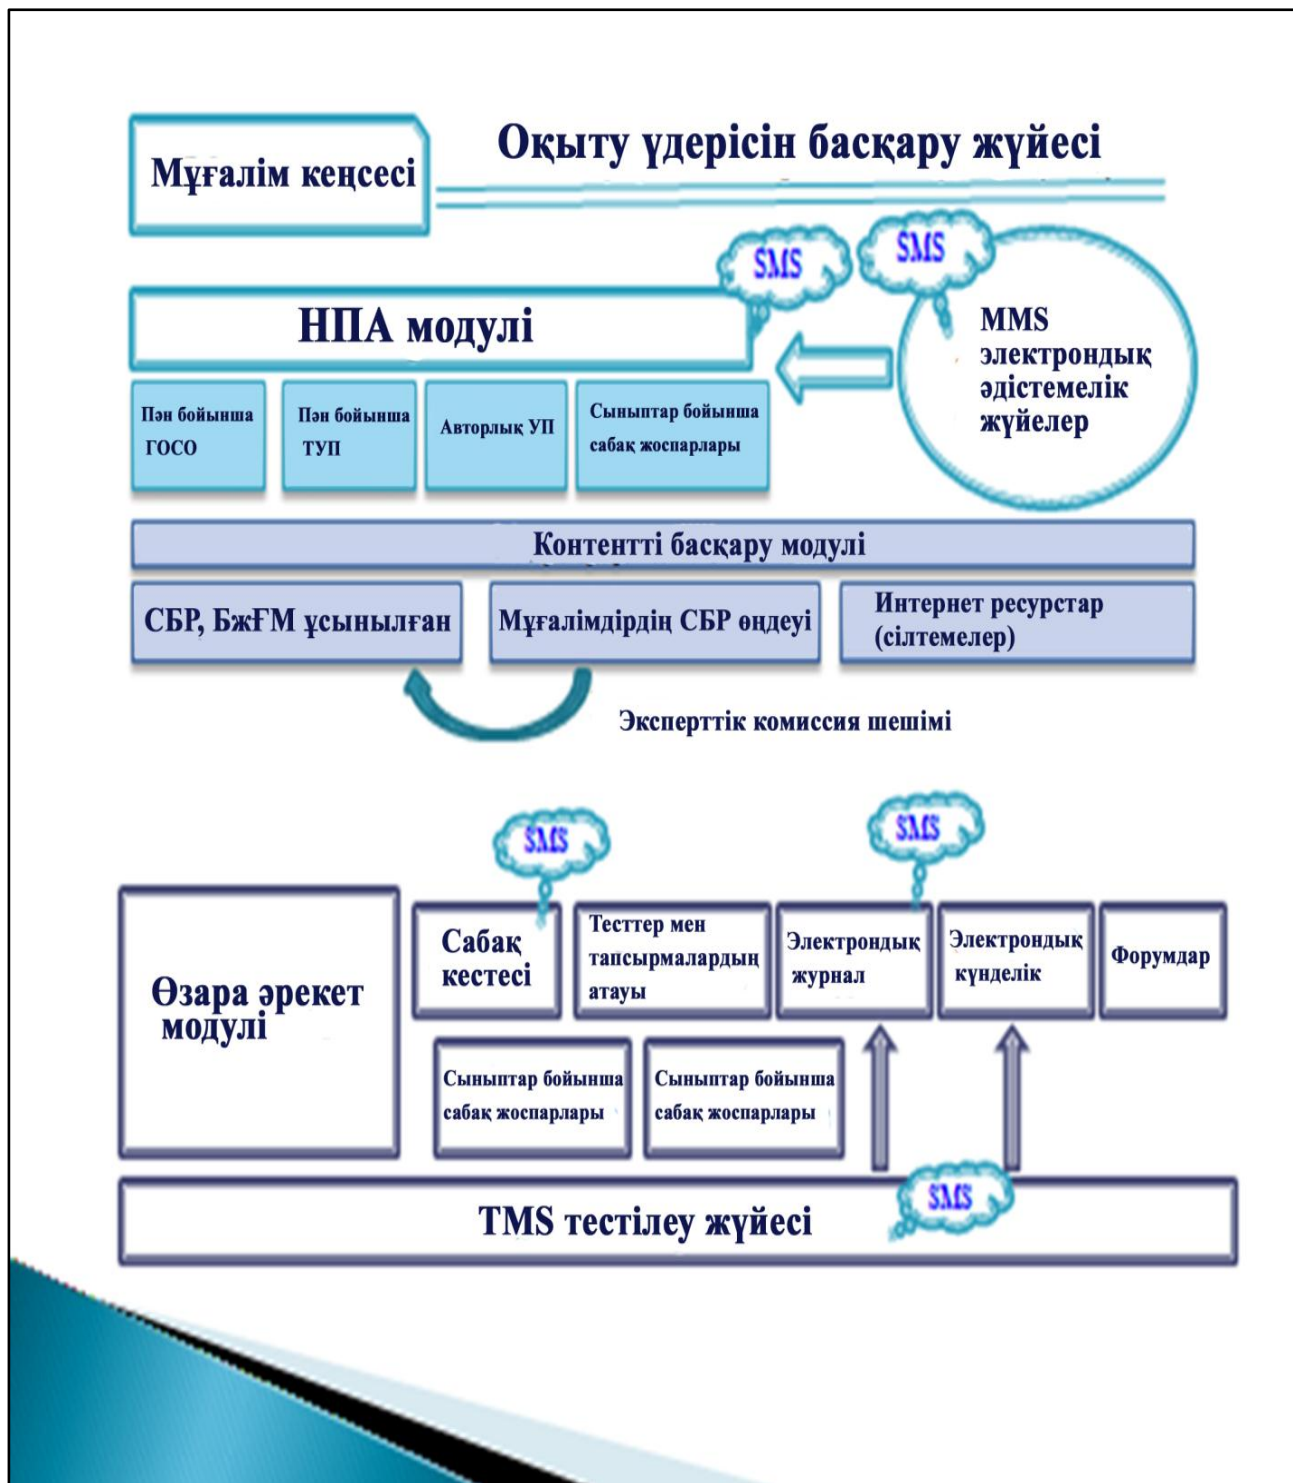 Мұғалім кеңсесі
Оқыту үдерісін басқару жүйесі
SMS
SMS
НПА модулі
MMS
электрондық
әдістемелік
жүйелер
Пән бойынша
ГОСО
Пән бойынша
ТУП
Авторлық УП
Сыныптар бойынша
сабақ жоспарлары
Контентті басқару модулі
СБР, БжҒМ ұсынылған
Мұғалімдірдің СБР өңдеуі
Интернет ресурстар
(сілтемелер)
Эксперттік комиссия шешімі
SMS
SMS
Өзара әрекет
модулі
Сабақ
кестесі
Тесттер мен
тапсырмалардың
атауы
Электрондық
журнал
Электрондық
күнделік
Форумдар
Сыныптар бойынша
сабақ жоспарлары
Сыныптар бойынша
сабақ жоспарлары
SMS
TMS тестілеу жүйесі